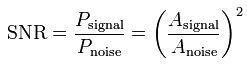 SNR = P_signal / P_noise = (A_signal / A_noise)^2